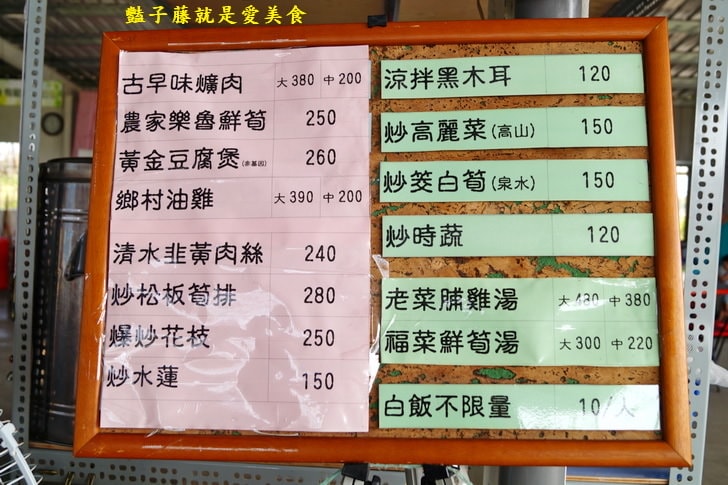 豔子藤就是愛美食
古早味爌肉 大380 中200
農家樂魯鮮筍 250
黃金豆腐煲(非基因) 260
鄉村油雞 大390 中200
清水韭黃肉絲 240
炒松板筍排 280
爆炒花枝 250
炒水蓮 150
涼拌黑木耳 120
炒高麗菜(高山) 150
炒筊白筍(泉水) 150
炒時蔬 120
老菜脯雞湯 大480 中380
福菜鮮筍湯 大300 中220
白飯不限量 10/人